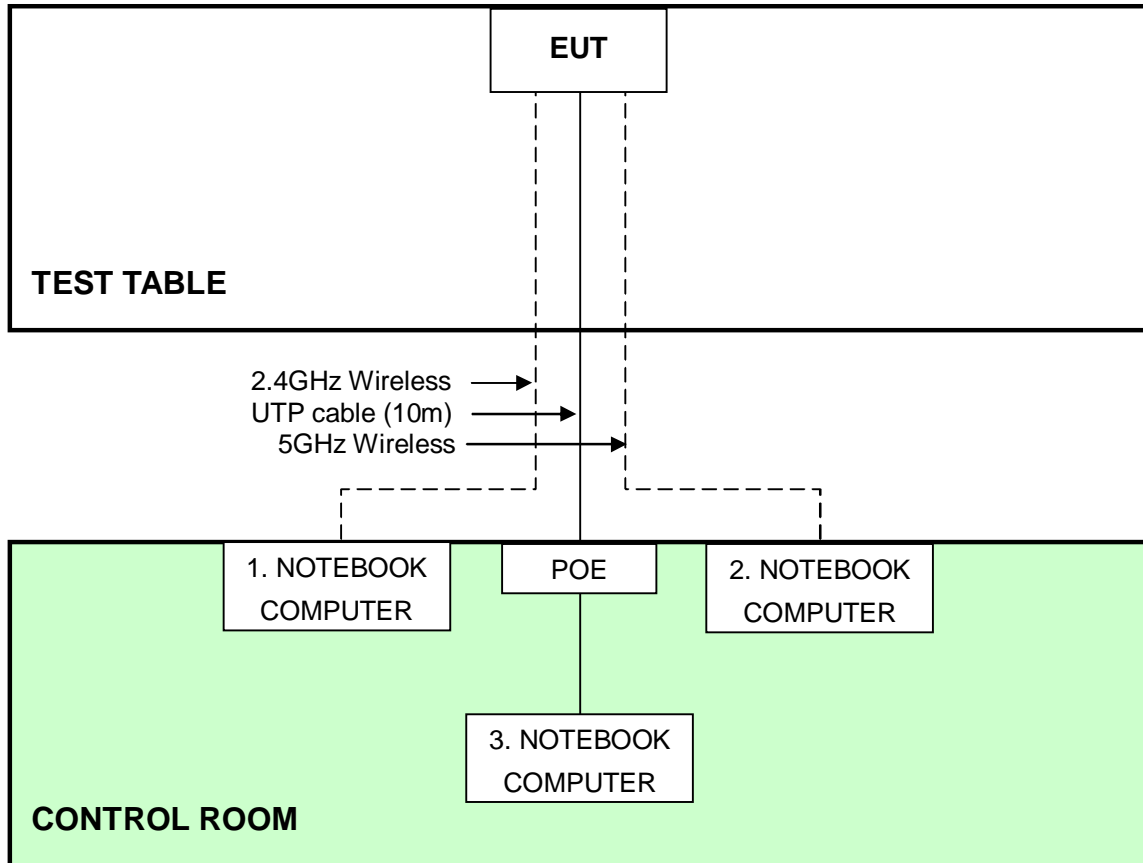 EUT
TEST TABLE
2.4GHz Wireless
UTP cable (10m)
5GHz Wireless
1. NOTEBOOK
COMPUTER
POE
2. NOTEBOOK
COMPUTER
3. NOTEBOOK
COMPUTER
CONTROL ROOM